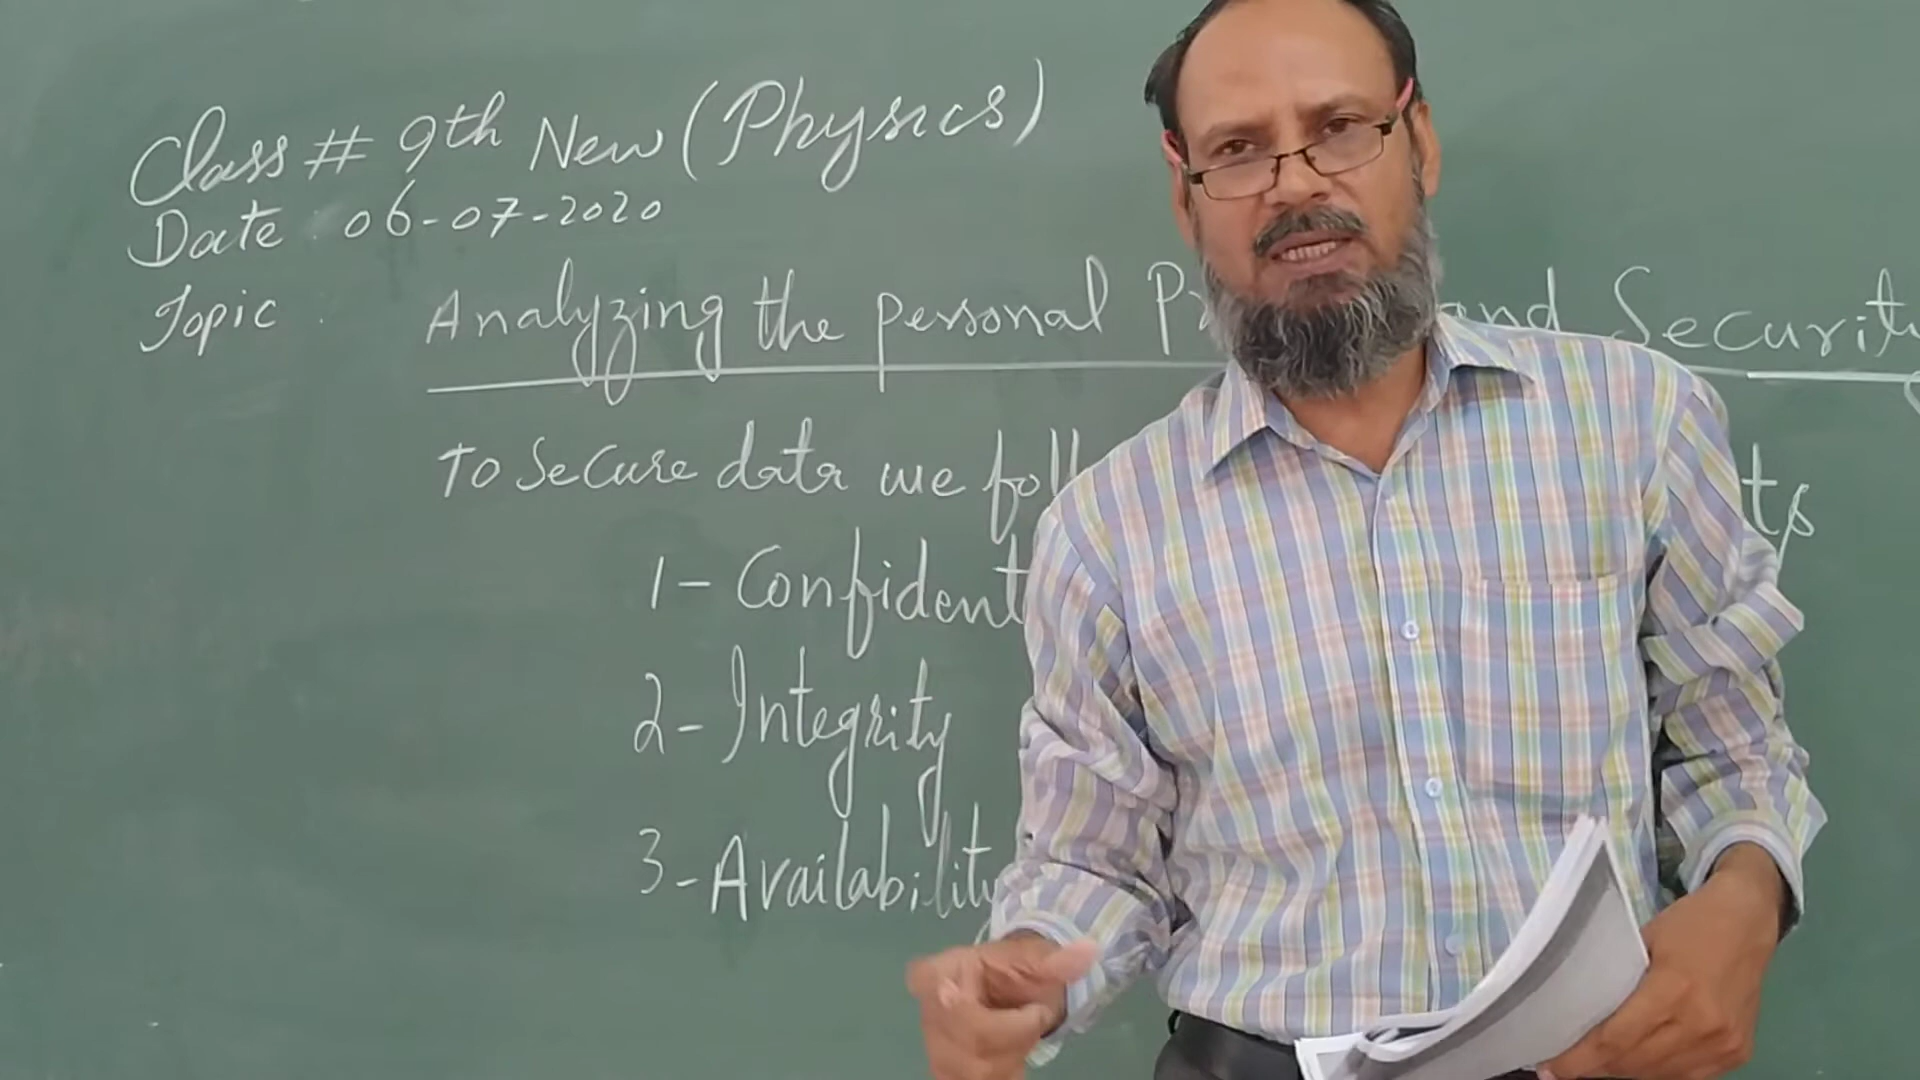 Class # 9th New (Physics)
Date : 06-07-2020
Topic : Analyzing the personal P and Security
To Secure data we foll ts
1- Confident
2- Integrity
3- Availability